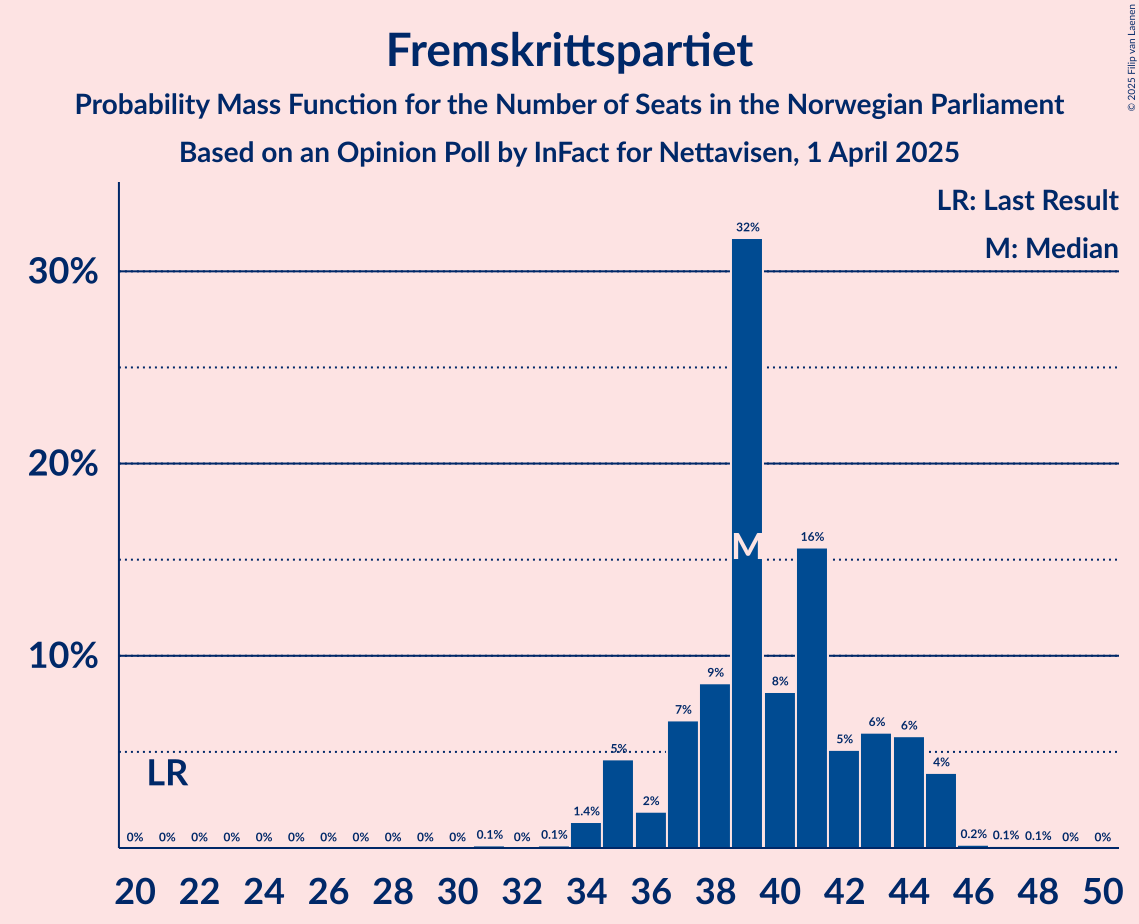 Fremskrittspartiet
Probability Mass Function for the Number of Seats in the Norwegian Parliament
Based on an Opinion Poll by InFact for Nettavisen, 1 April 2025
© 2025 Filip van Laenen
LR: Last Result
M: Median
30%
20%
10%
LR
M
0% 0% 0% 0% 0% 0% 0% 0% 0% 0% 0% 0.1% 0% 0.1% 1.4% 5% 2% 7% 9% 32% 8% 16% 5% 6% 6% 4% 0.2% 0.1% 0.1% 0% 0%
20 22 24 26 28 30 32 34 36 38 40 42 44 46 48 50